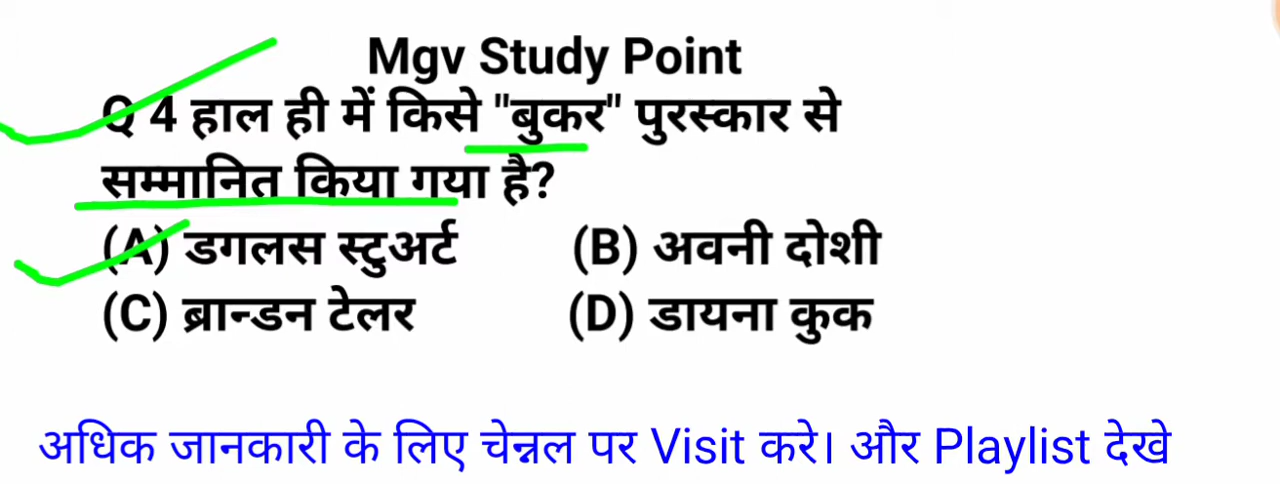 Mgv Study Point
Q 4 हाल ही में किसे "बुकर" पुरस्कार से
सम्मानित किया गया है?
(A) डगलस स्टुअर्ट (B) अवनी दोशी
(C) ब्रान्डन टेलर (D) डायना कुक
अधिक जानकारी के लिए चेन्नल पर Visit करे। और Playlist देखे